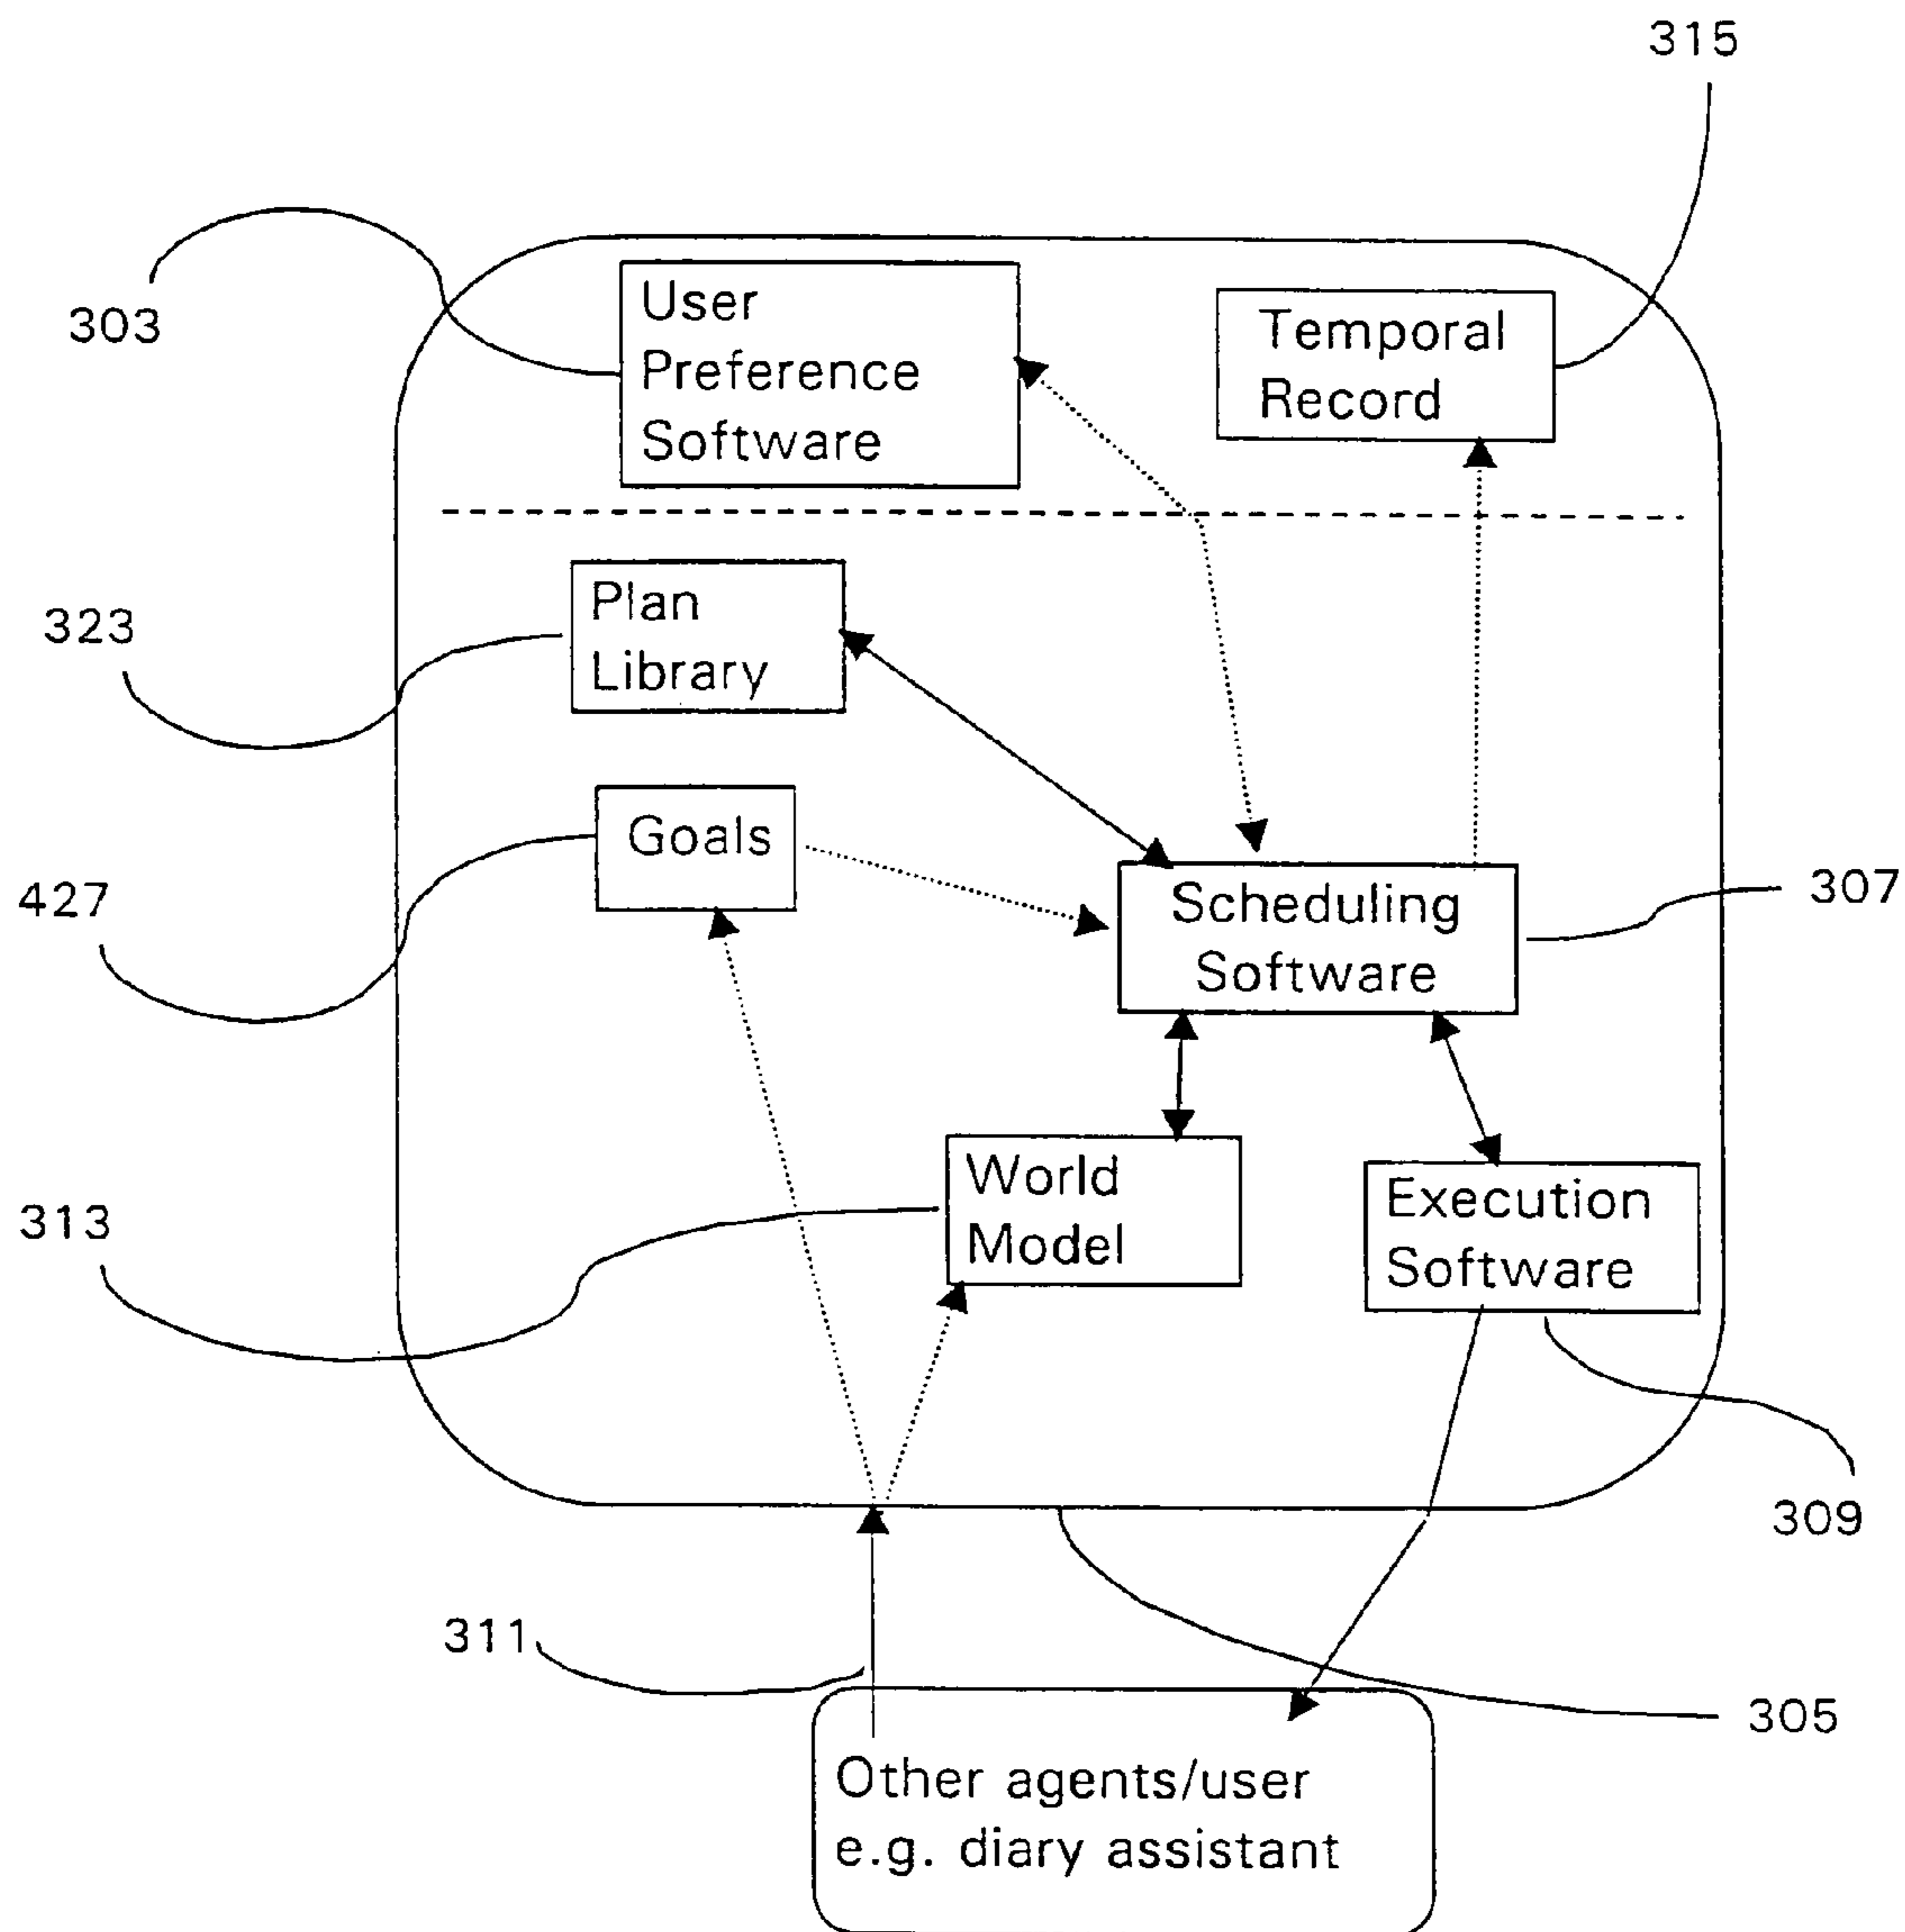 315
303
User
Preference
Software
Temporal
Record
323
Plan
Library
427
Goals
307
Scheduling
Software
313
World
Model
Execution
Software
309
311
305
Other agents/user
e.g. diary assistant